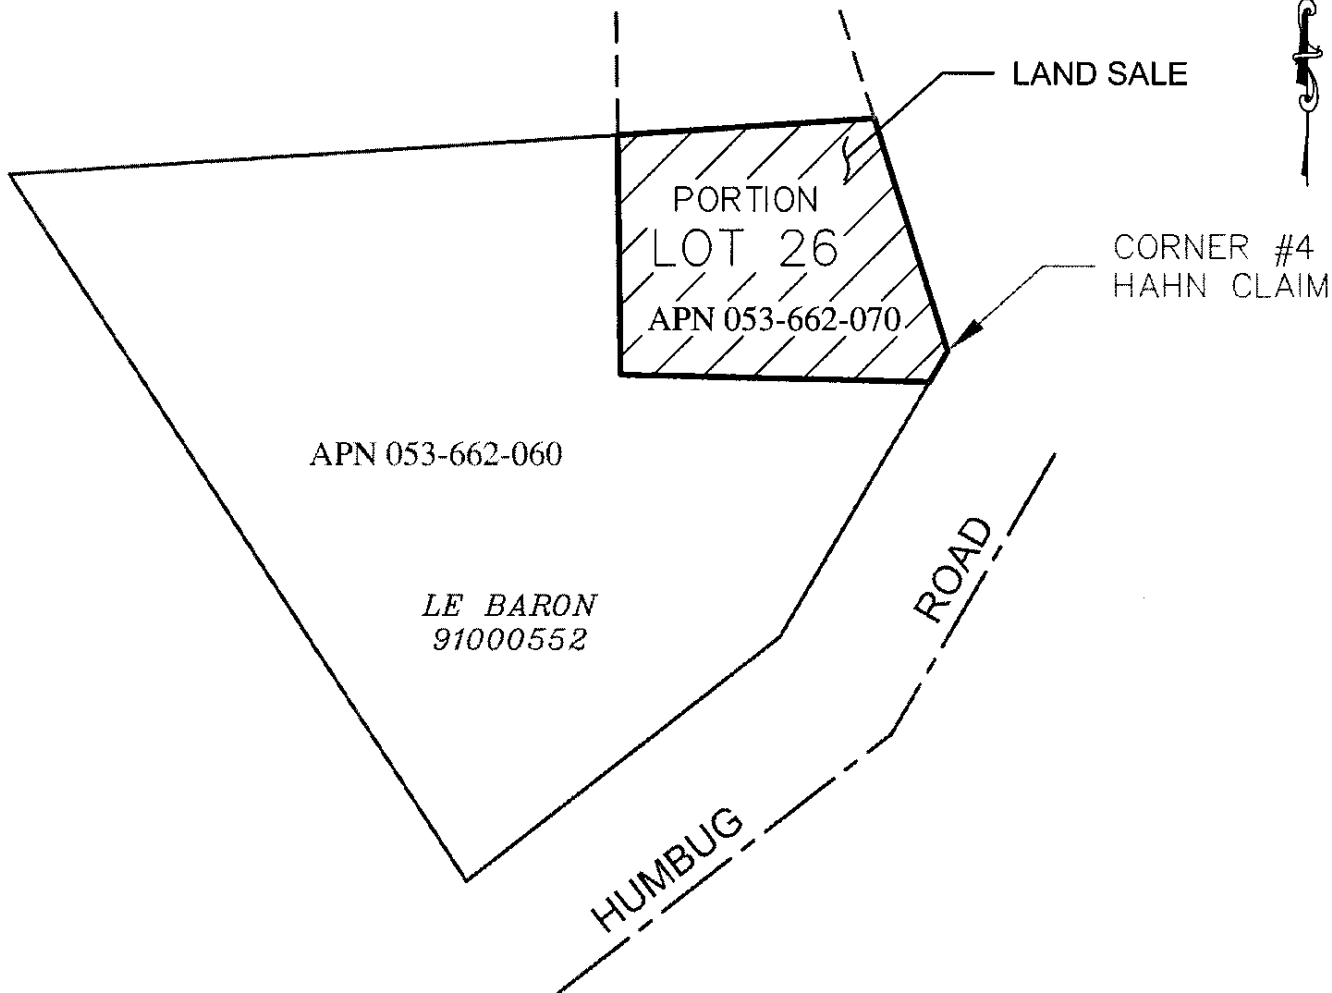 LAND SALE
PORTION
LOT 26
APN 053-662-070
CORNER #4
HAHN CLAIM
APN 053-662-060
LE BARON
91000552
ROAD
HUMBUG